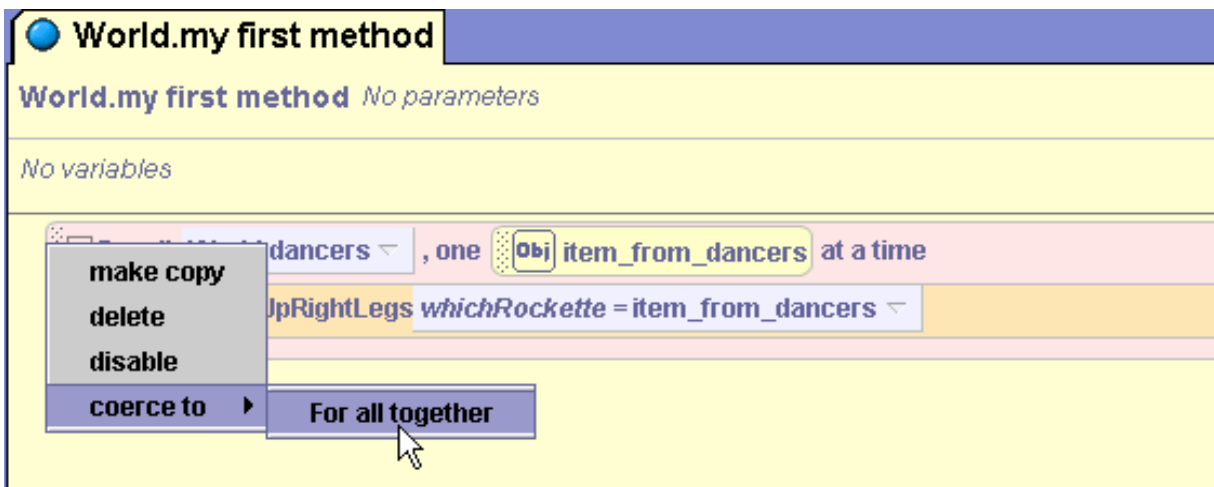 World.my first method
World.my first method No parameters
No variables
dancers , one Obj item_from_dancers at a time
UpRightLegs whichRockette = item_from_dancers
make copy
delete
disable
coerce to
For all together